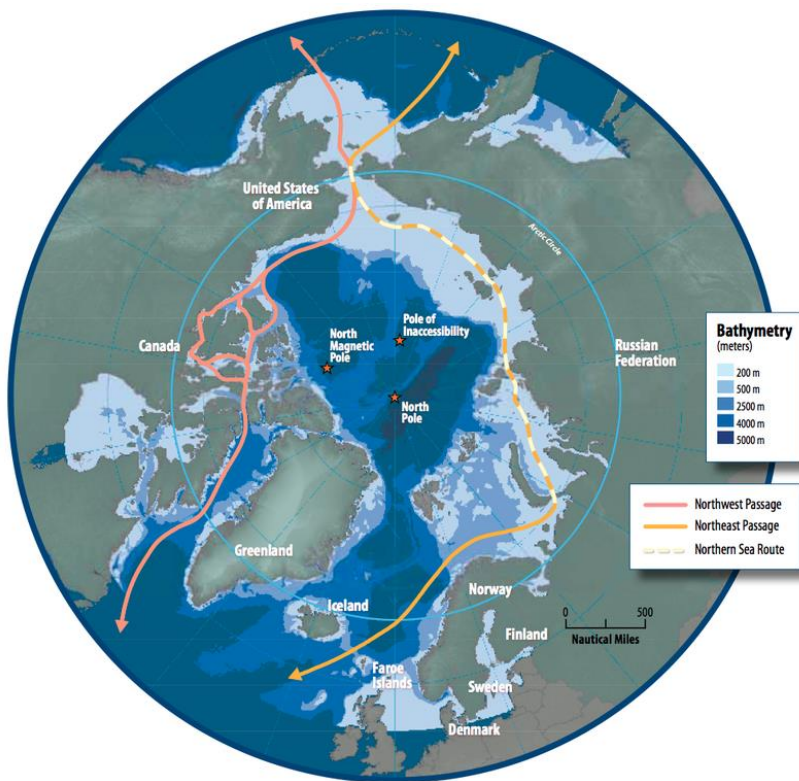 United States
of America
Arctic Circle
Canada
North
Magnetic
Pole
Pole of
Inaccessibility
North
Pole
Russian
Federation
Greenland
Iceland
Norway
Finland
Faroe
Islands
Sweden
Denmark
0 500
Nautical Miles
Bathymetry
(meters)
200 m
500 m
2500 m
4000 m
5000 m
Northwest Passage
Northeast Passage
Northern Sea Route